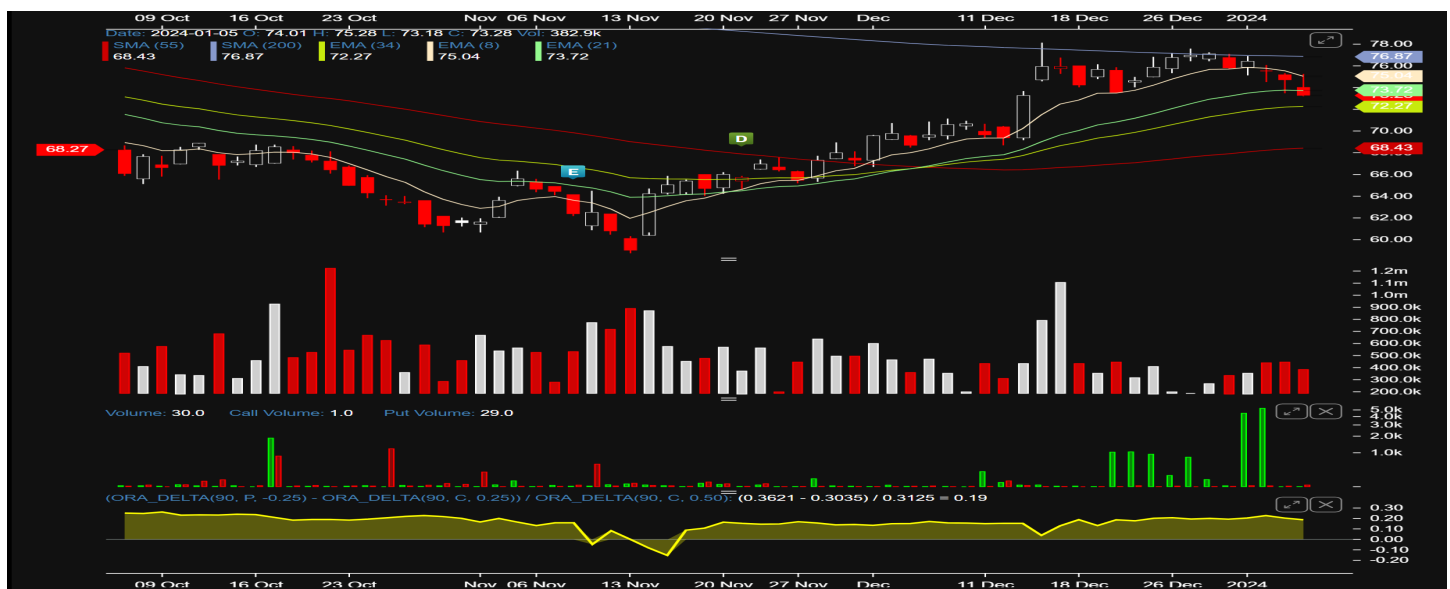 09 Oct 16 Oct 23 Oct Nov 06 Nov 13 Nov 20 Nov 27 Nov Dec 11 Dec 18 Dec 26 Dec 2024
Date: 2024-01-05 O: 74.01 H: 75.28 L: 73.18 C: 73.28 Vol: 382.9k
SMA (55) SMA (200) EMA (34) EMA (8) EMA (21)
68.43 76.87 72.27 75.04 73.72
78.00
76.87
76.00
75.04
73.72
72.27
70.00
D
68.27
68.43
E
66.00
64.00
62.00
60.00
1.2m
1.1m
1.0m
900.0k
800.0k
700.0k
600.0k
500.0k
400.0k
300.0k
200.0k
Volume: 30.0 Call Volume: 1.0 Put Volume: 29.0
5.0k
4.0k
3.0k
2.0k
1.0k
(ORA_DELTA(90, P, -0.25) - ORA_DELTA(90, C, 0.25)) / ORA_DELTA(90, C, 0.50): (0.3621 - 0.3035) / 0.3125 = 0.19
0.30
0.20
0.10
0.00
-0.10
-0.20
09 Oct 16 Oct 23 Oct Nov 06 Nov 13 Nov 20 Nov 27 Nov Dec 11 Dec 18 Dec 26 Dec 2024